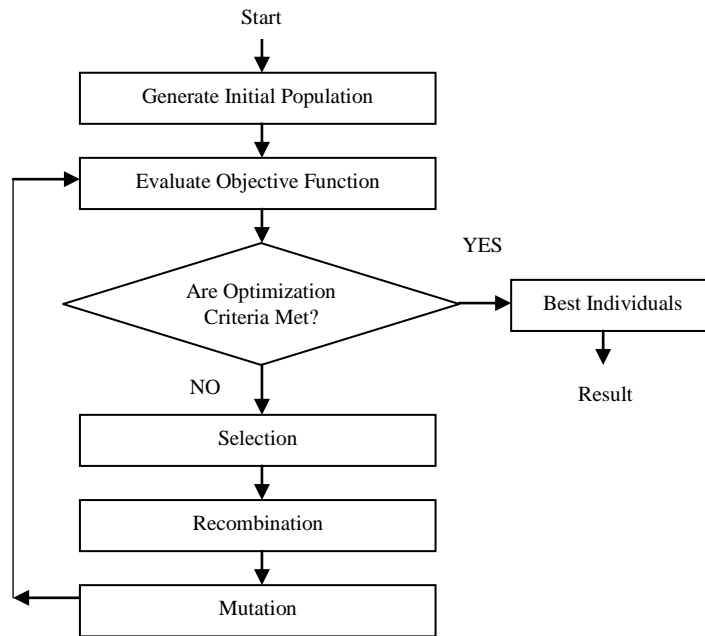 Start
Generate Initial Population
Evaluate Objective Function
YES
Are Optimization
Criteria Met?
Best Individuals
NO
Result
Selection
Recombination
Mutation